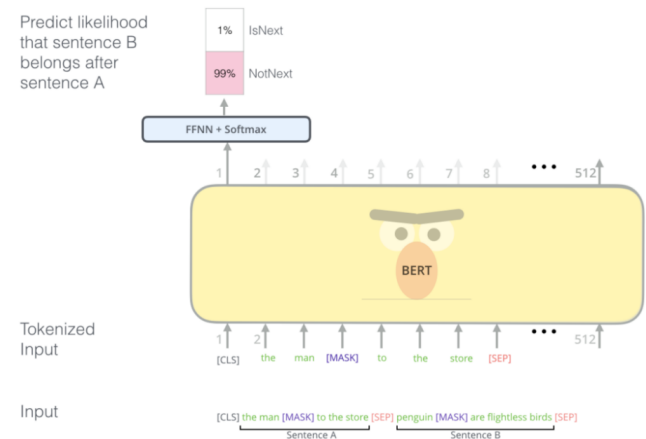 Predict likelihood
that sentence B
belongs after
sentence A
1% IsNext
99% NotNext
FFNN + Softmax
1 2 3 4 5 6 7 8 ••• 512
BERT
Tokenized
Input
1 2 ••• 512
[CLS] the man [MASK] to the store [SEP]
Input
[CLS] the man [MASK] to the store [SEP] penguin [MASK] are flightless birds [SEP]
Sentence A Sentence B